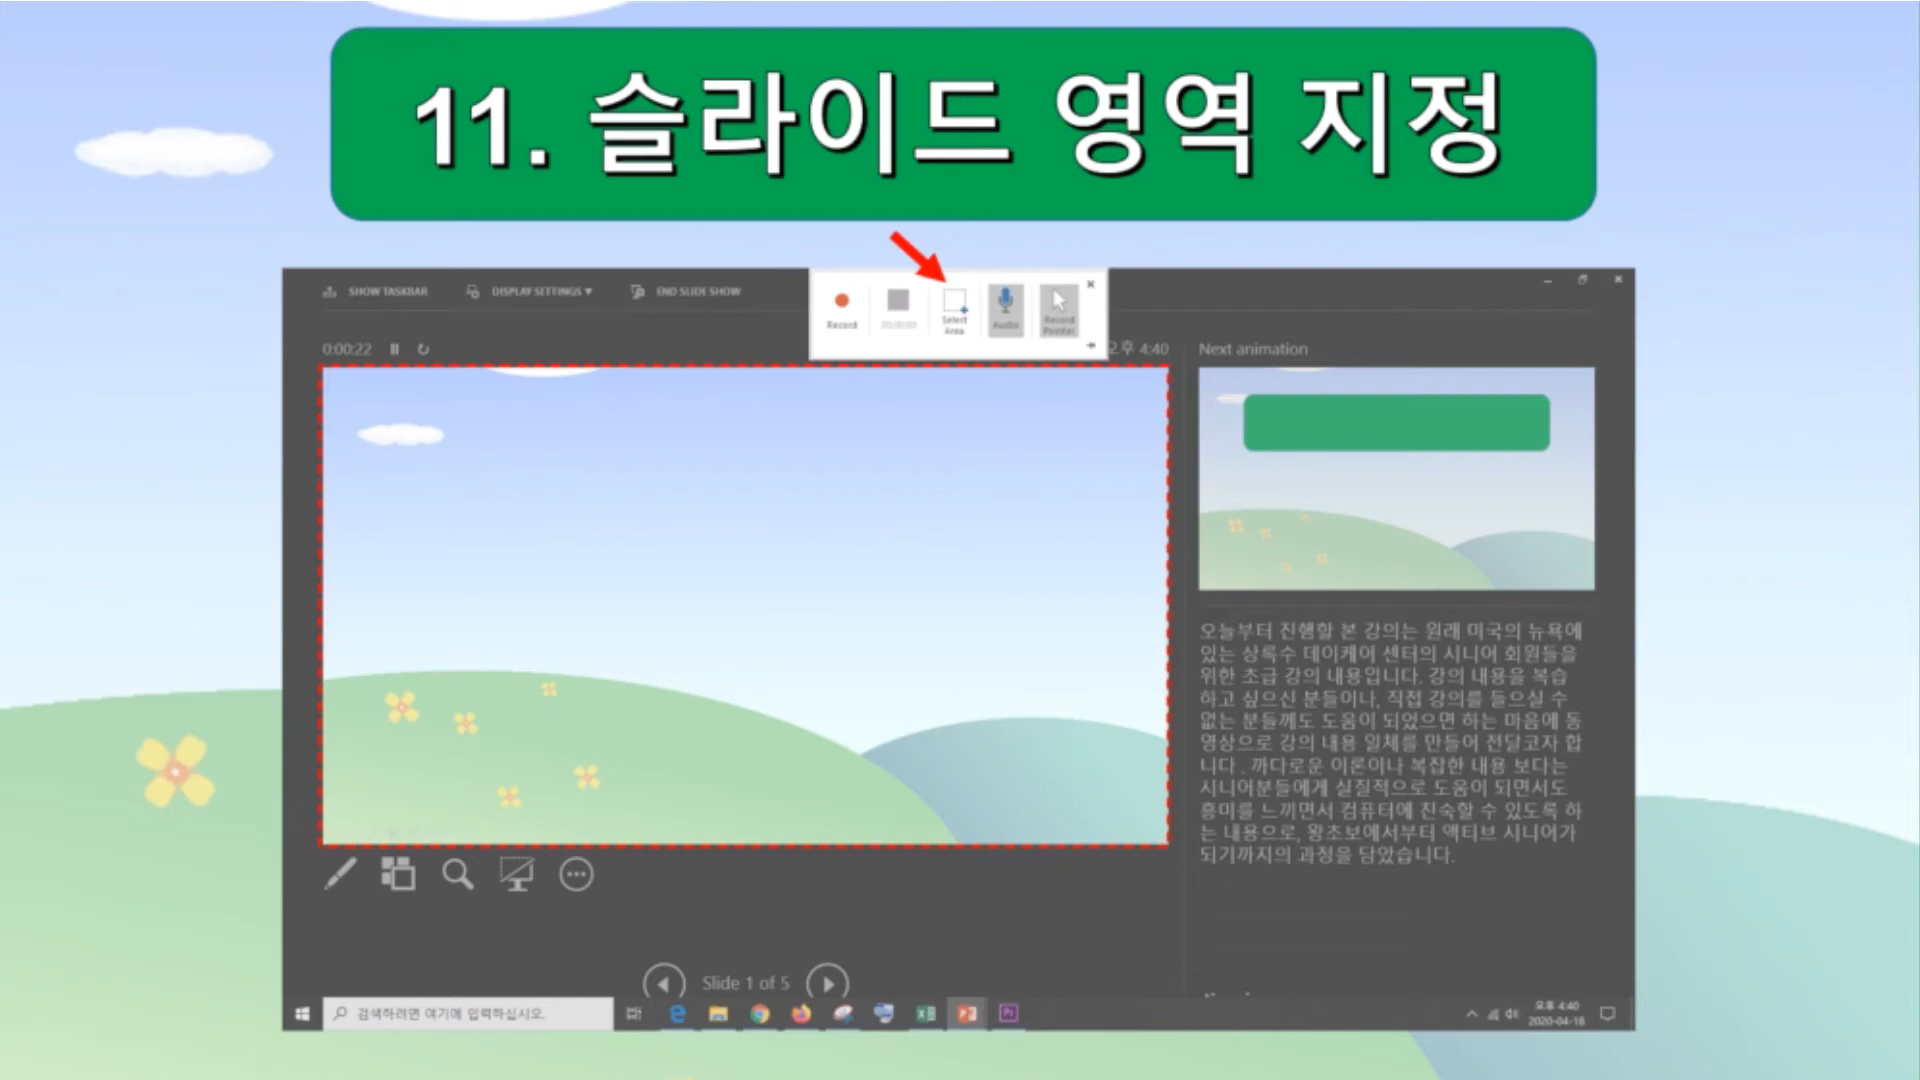 11. 슬라이드 영역 지정
SHOW TASKBAR
DISPLAY SETTINGS
END SLIDE SHOW
Record
00:00:00
Select
Area
Audio
Record
Pointer
0:00:22
오후 4:40
Next animation
오늘부터 진행할 본 강의는 원래 미국의 뉴욕에
있는 상록수 데이케어 센터의 시니어 회원들을
위한 초급 강의 내용입니다. 강의 내용을 복습
하고 싶으신 분들이나, 직접 강의를 들으실 수
없는 분들께도 도움이 되었으면 하는 마음에 동
영상으로 강의 내용 일체를 만들어 전달코자 합
니다 . 까다로운 이론이나 복잡한 내용 보다는
시니어분들에게 실질적으로 도움이 되면서도
흥미를 느끼면서 컴퓨터에 친숙할 수 있도록 하
는 내용으로, 왕초보에서부터 액티브 시니어가
되기까지의 과정을 담았습니다.
Slide 1 of 5
검색하려면 여기에 입력하십시오.
오후 4:40
2020-04-18